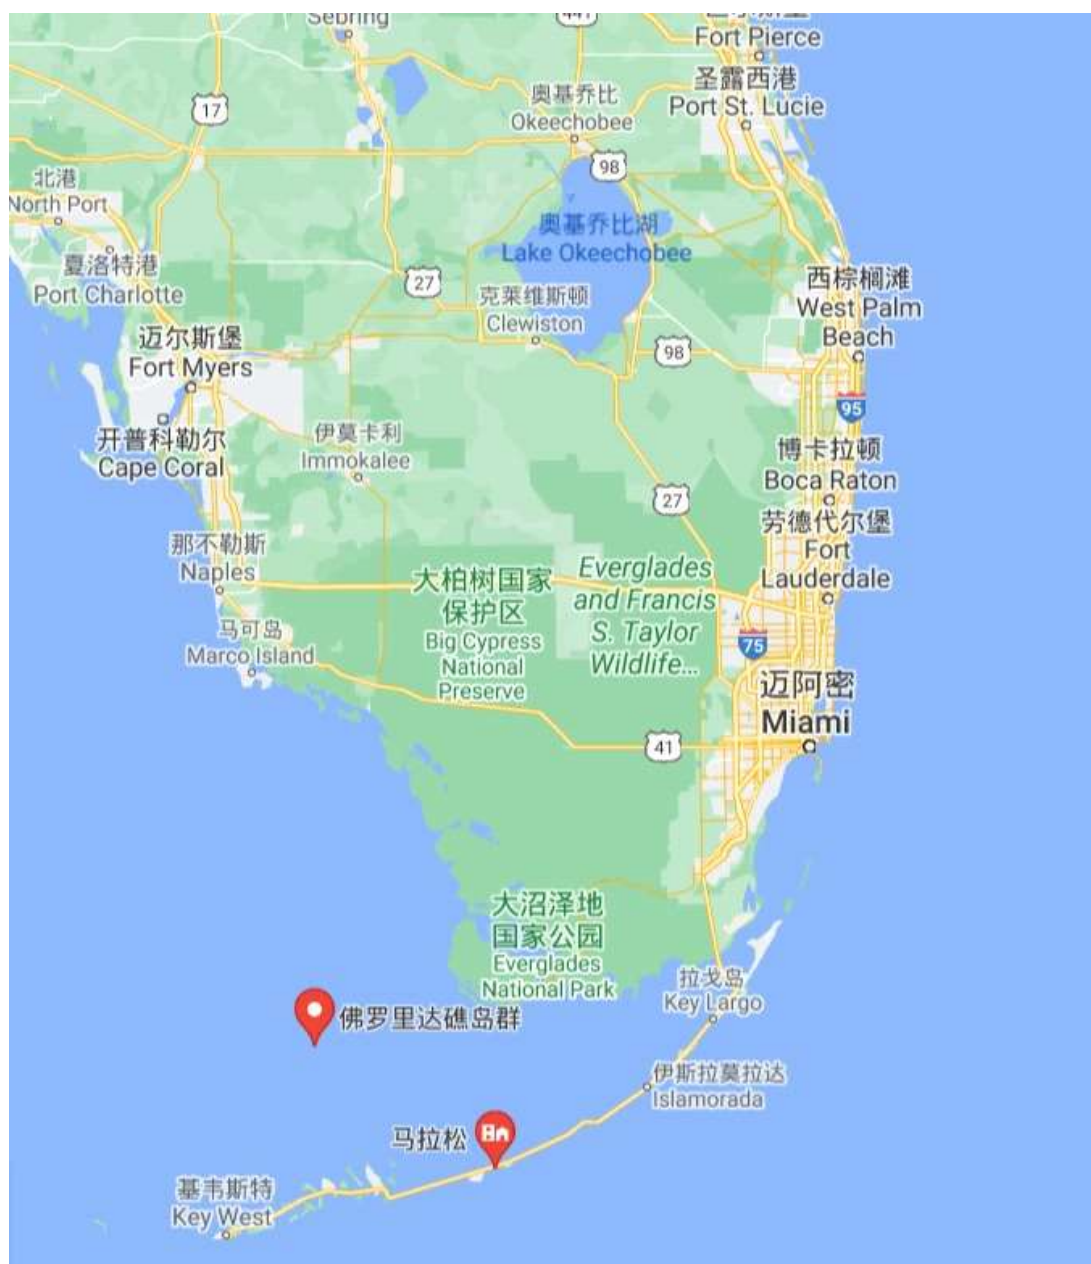 Sebring
441
Fort Pierce
圣露西港
Port St. Lucie
17
奥基乔比
Okeechobee
98
北港
North Port
奥基乔比湖
Lake Okeechobee
夏洛特港
Port Charlotte
27
西棕榈滩
West Palm
Beach
克莱维斯顿
Clewiston
迈尔斯堡
Fort Myers
98
95
开普科勒尔
Cape Coral
伊莫卡利
Immokalee
博卡拉顿
Boca Raton
27
劳德代尔堡
Fort
Lauderdale
那不勒斯
Naples
大柏树国家
保护区
Big Cypress
National
Preserve
Everglades
and Francis
S. Taylor
Wildlife...
马可岛
Marco Island
75
迈阿密
Miami
41
大沼泽地
国家公园
Everglades
National Park
拉戈岛
Key Largo
佛罗里达礁岛群
伊斯拉莫拉达
Islamorada
马拉松
基韦斯特
Key West